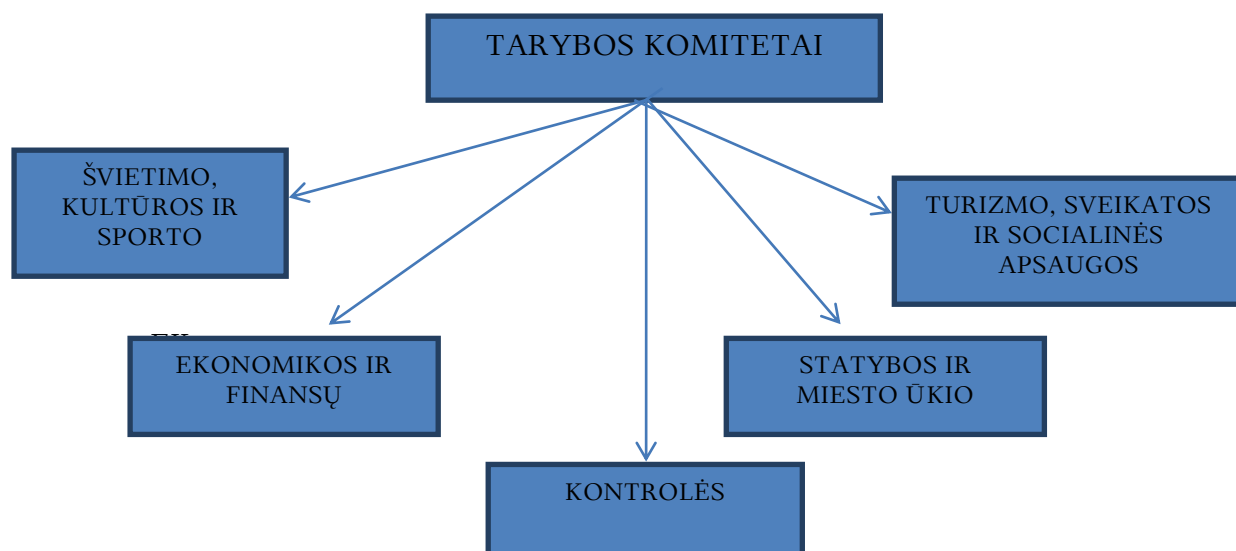 TARYBOS KOMITETAI
ŠVIETIMO,
KULTŪROS IR
SPORTO
TURIZMO, SVEIKATOS
IR SOCIALINĖS
APSAUGOS
EKONOMIKOS IR
FINANSŲ
STATYBOS IR
MIESTO ŪKIO
KONTROLĖS